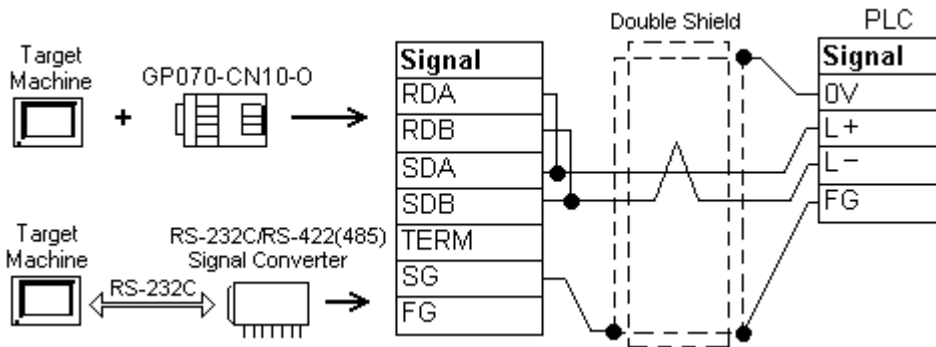 Double Shield
PLC
Target
Machine
GP070-CN10-O
+
Signal
RDA
RDB
SDA
SDB
TERM
SG
FG
Signal
0V
L+
L−
FG
Target
Machine
RS-232C
RS-232C/RS-422(485)
Signal Converter